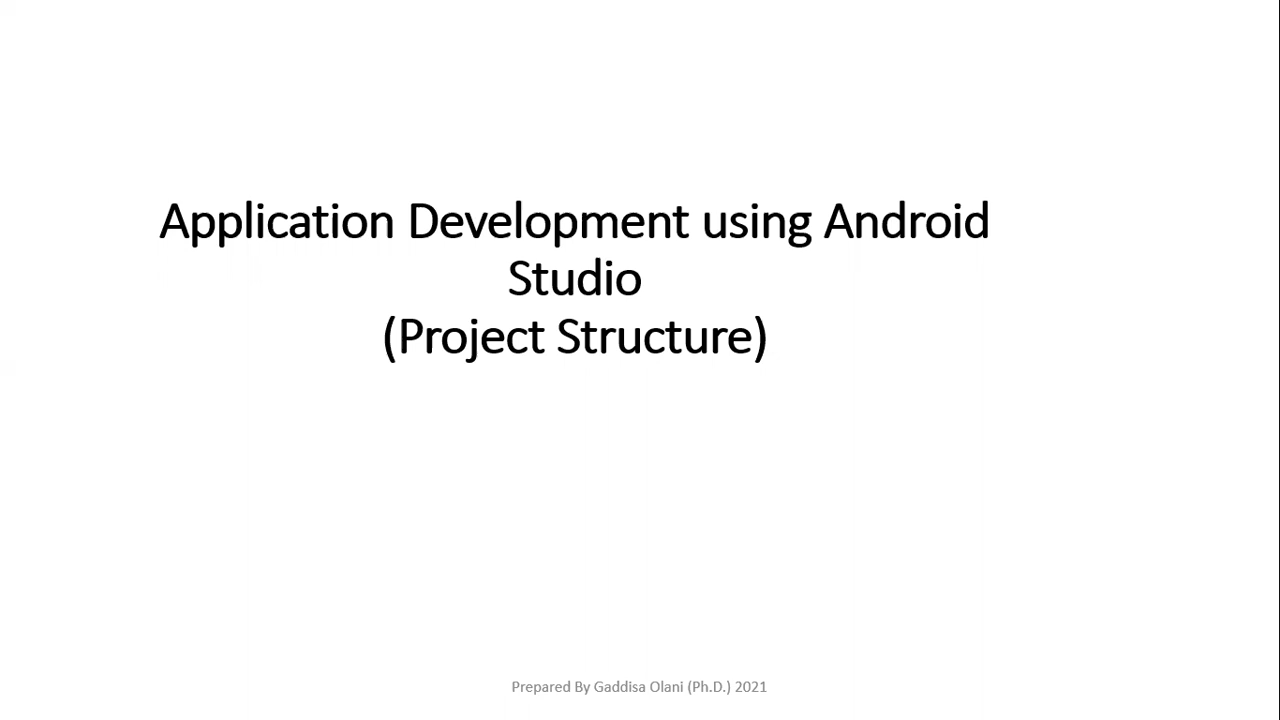 Application Development using Android
Studio
(Project Structure)
Prepared By Gaddisa Olani (Ph.D.) 2021